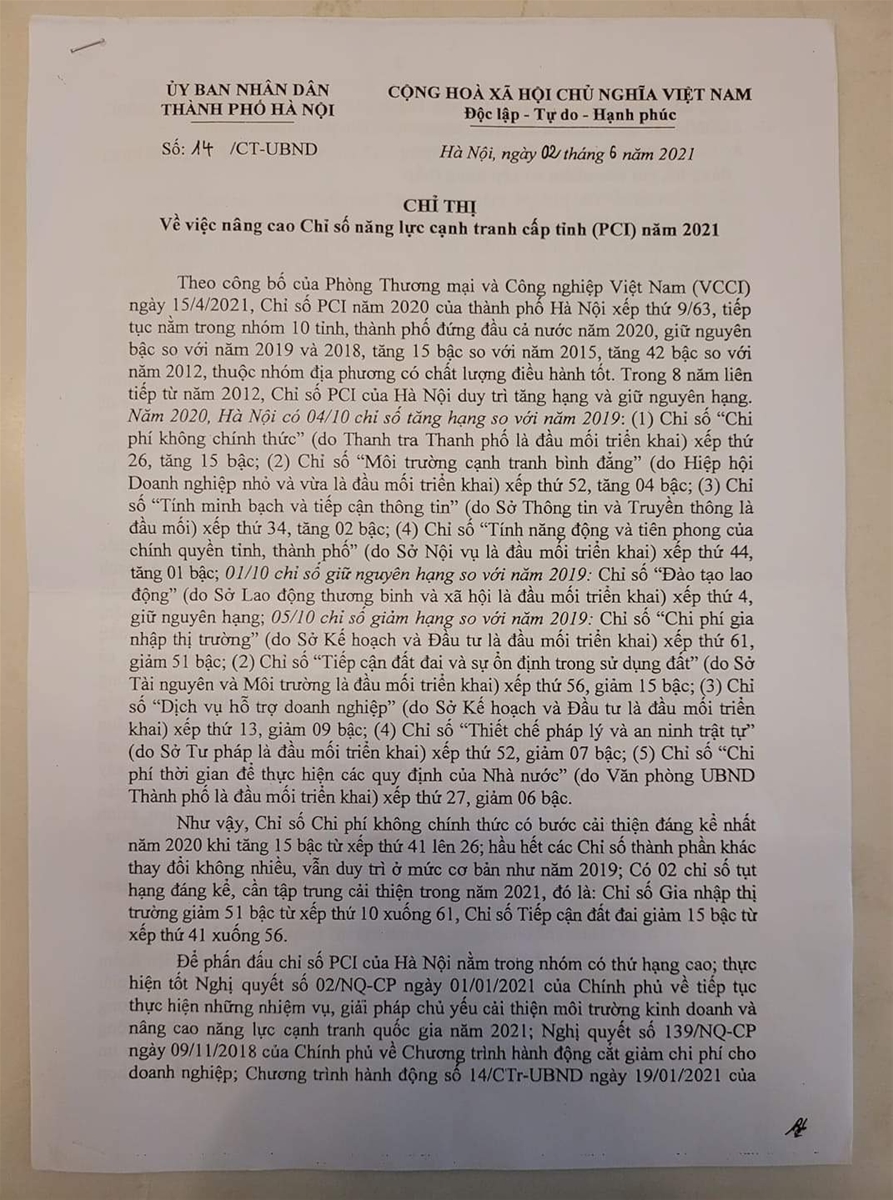 ỦY BAN NHÂN DÂN
THÀNH PHỐ HÀ NỘI
CỘNG HOÀ XÃ HỘI CHỦ NGHĨA VIỆT NAM
Độc lập - Tự do - Hạnh phúc
Số: 14 /CT-UBND
Hà Nội, ngày 02 tháng 6 năm 2021
CHỈ THỊ
Về việc nâng cao Chỉ số năng lực cạnh tranh cấp tỉnh (PCI) năm 2021
Theo công bố của Phòng Thương mại và Công nghiệp Việt Nam (VCCI)
ngày 15/4/2021, Chỉ số PCI năm 2020 của thành phố Hà Nội xếp thứ 9/63, tiếp
tục nằm trong nhóm 10 tỉnh, thành phố đứng đầu cả nước năm 2020, giữ nguyên
bậc so với năm 2019 và 2018, tăng 15 bậc so với năm 2015, tăng 42 bậc so với
năm 2012, thuộc nhóm địa phương có chất lượng điều hành tốt. Trong 8 năm liên
tiếp từ năm 2012, Chỉ số PCI của Hà Nội duy trì tăng hạng và giữ nguyên hạng.
Năm 2020, Hà Nội có 04/10 chỉ số tăng hạng so với năm 2019: (1) Chỉ số “Chi
phí không chính thức” (do Thanh tra Thanh phố là đầu mối triển khai) xếp thứ
26, tăng 15 bậc; (2) Chỉ số “Môi trường cạnh tranh bình đẳng” (do Hiệp hội
Doanh nghiệp nhỏ và vừa là đầu mối triển khai) xếp thứ 52, tăng 04 bậc; (3) Chỉ
số “Tính minh bạch và tiếp cận thông tin” (do Sở Thông tin và Truyền thông là
đầu mối) xếp thứ 34, tăng 02 bậc; (4) Chỉ số “Tính năng động và tiên phong của
chính quyền tỉnh, thành phố” (do Sở Nội vụ là đầu mối triển khai) xếp thứ 44,
tăng 01 bậc; 01/10 chỉ số giữ nguyên hạng so với năm 2019: Chỉ số “Đào tạo lao
động” (do Sở Lao động thương binh và xã hội là đầu mối triển khai) xếp thứ 4,
giữ nguyên hạng; 05/10 chỉ số giảm hạng so với năm 2019: Chỉ số “Chi phí gia
nhập thị trường” (do Sở Kế hoạch và Đầu tư là đầu mối triển khai) xếp thứ 61,
giảm 51 bậc; (2) Chỉ số “Tiếp cận đất đai và sự ổn định trong sử dụng đất” (do Sở
Tài nguyên và Môi trường là đầu mối triển khai) xếp thứ 56, giảm 15 bậc; (3) Chỉ
số “Dịch vụ hỗ trợ doanh nghiệp” (do Sở Kế hoạch và Đầu tư là đầu mối triển
khai) xếp thứ 13, giảm 09 bậc; (4) Chỉ số “Thiết chế pháp lý và an ninh trật tự”
(do Sở Tư pháp là đầu mối triển khai) xếp thứ 52, giảm 07 bậc; (5) Chỉ số “Chi
phí thời gian để thực hiện các quy định của Nhà nước” (do Văn phòng UBND
Thành phố là đầu mối triển khai) xếp thứ 27, giảm 06 bậc.
Như vậy, Chỉ số Chi phí không chính thức có bước cải thiện đáng kể nhất
năm 2020 khi tăng 15 bậc từ xếp thứ 41 lên 26; hầu hết các Chỉ số thành phần khác
thay đổi không nhiều, vẫn duy trì ở mức cơ bản như năm 2019; Có 02 chỉ số tụt
hạng đáng kể, cần tập trung cải thiện trong năm 2021, đó là: Chỉ số Gia nhập thị
trường giảm 51 bậc từ xếp thứ 10 xuống 61, Chỉ số Tiếp cận đất đai giảm 15 bậc từ
xếp thứ 41 xuống 56.
Để phấn đấu chỉ số PCI của Hà Nội nằm trong nhóm có thứ hạng cao; thực
hiện tốt Nghị quyết số 02/NQ-CP ngày 01/01/2021 của Chính phủ về tiếp tục
thực hiện những nhiệm vụ, giải pháp chủ yếu cải thiện môi trường kinh doanh và
nâng cao năng lực cạnh tranh quốc gia năm 2021; Nghị quyết số 139/NQ-CP
ngày 09/11/2018 của Chính phủ về Chương trình hành động cắt giảm chi phí cho
doanh nghiệp; Chương trình hành động số 14/CTr-UBND ngày 19/01/2021 của